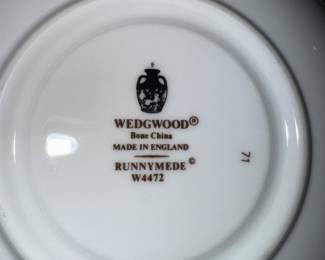 WEDGWOOD®
Bone China
MADE IN ENGLAND
RUNNYMEDE ©
W4472
71